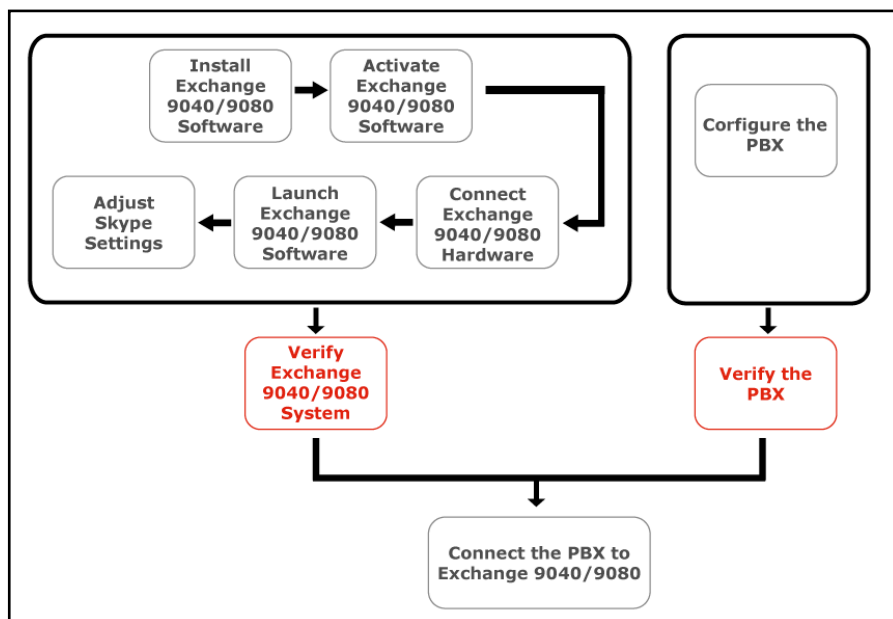 Install
Exchange
9040/9080
Software
Activate
Exchange
9040/9080
Software
Corfigure the
PBX
Adjust
Skype
Settings
Launch
Exchange
9040/9080
Software
Connect
Exchange
9040/9080
Hardware
Verify
Exchange
9040/9080
System
Verify the
PBX
Connect the PBX to
Exchange 9040/9080